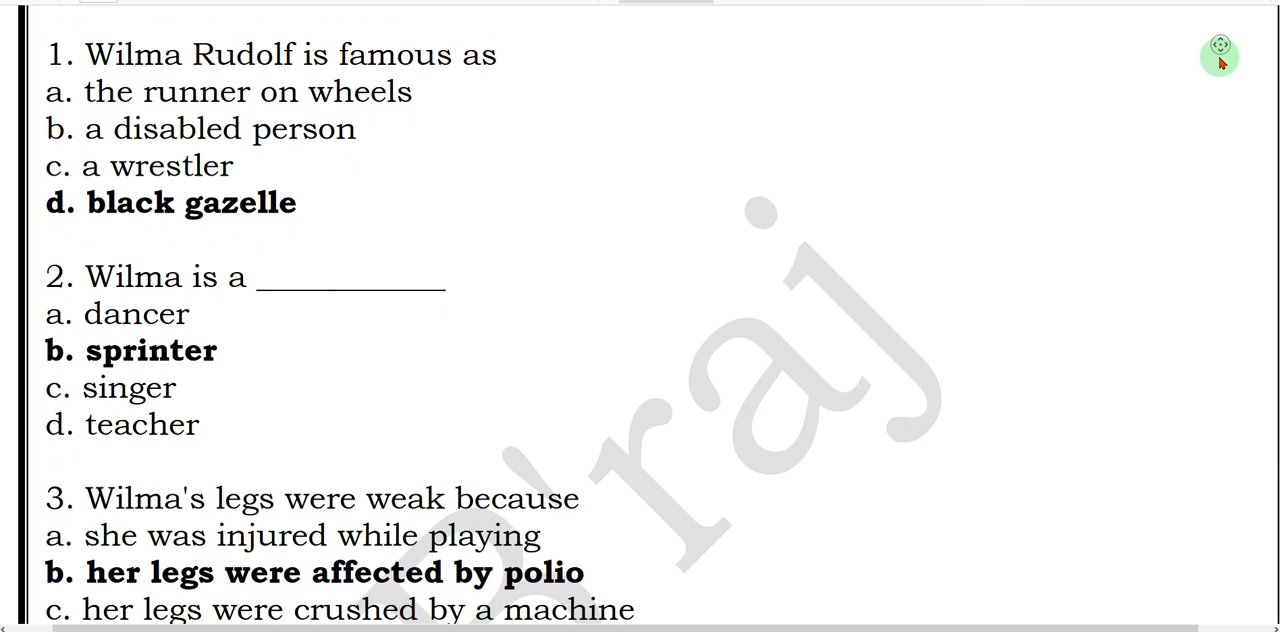 1. Wilma Rudolf is famous as
a. the runner on wheels
b. a disabled person
c. a wrestler
d. black gazelle
2. Wilma is a ____________
a. dancer
b. sprinter
c. singer
d. teacher
3. Wilma's legs were weak because
a. she was injured while playing
b. her legs were affected by polio
c. her legs were crushed by a machine
B'raj